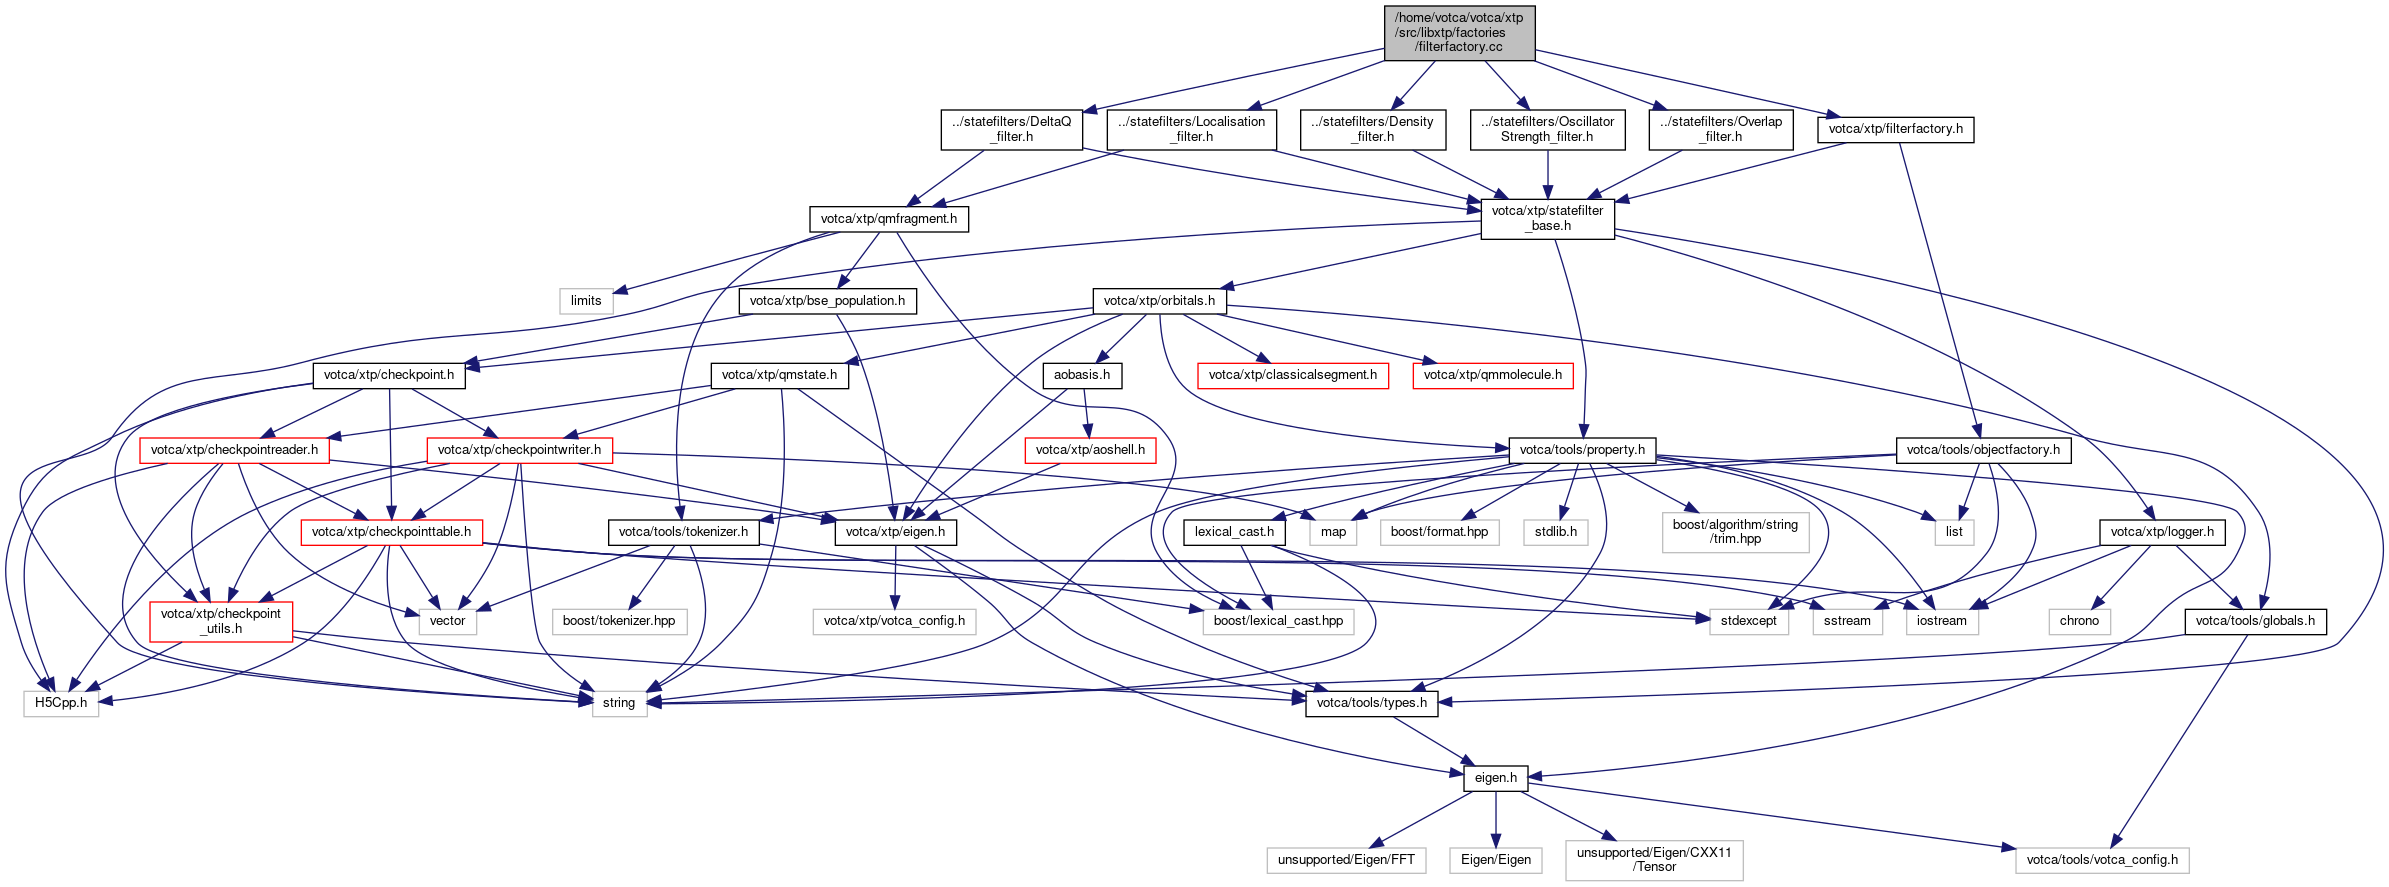 /home/votca/votca/xtp
/src/libxtp/factories
/filterfactory.cc
../statefilters/DeltaQ
_filter.h
../statefilters/Localisation
_filter.h
../statefilters/Density
_filter.h
../statefilters/Oscillator
Strength_filter.h
../statefilters/Overlap
_filter.h
votca/xtp/filterfactory.h
votca/xtp/qmfragment.h
votca/xtp/statefilter
_base.h
limits
votca/xtp/bse_population.h
votca/xtp/orbitals.h
votca/xtp/checkpoint.h
votca/xtp/qmstate.h
aobasis.h
votca/xtp/classicalsegment.h
votca/xtp/qmmolecule.h
votca/xtp/checkpointreader.h
votca/xtp/checkpointwriter.h
votca/xtp/aoshell.h
votca/tools/property.h
votca/tools/objectfactory.h
votca/xtp/checkpointtable.h
votca/tools/tokenizer.h
votca/xtp/eigen.h
lexical_cast.h
map
boost/format.hpp
stdlib.h
boost/algorithm/string
/trim.hpp
list
votca/xtp/logger.h
votca/xtp/checkpoint
_utils.h
vector
boost/tokenizer.hpp
votca/xtp/votca_config.h
boost/lexical_cast.hpp
stdexcept
sstream
iostream
chrono
votca/tools/globals.h
H5Cpp.h
string
votca/tools/types.h
eigen.h
unsupported/Eigen/FFT
Eigen/Eigen
unsupported/Eigen/CXX11
/Tensor
votca/tools/votca_config.h